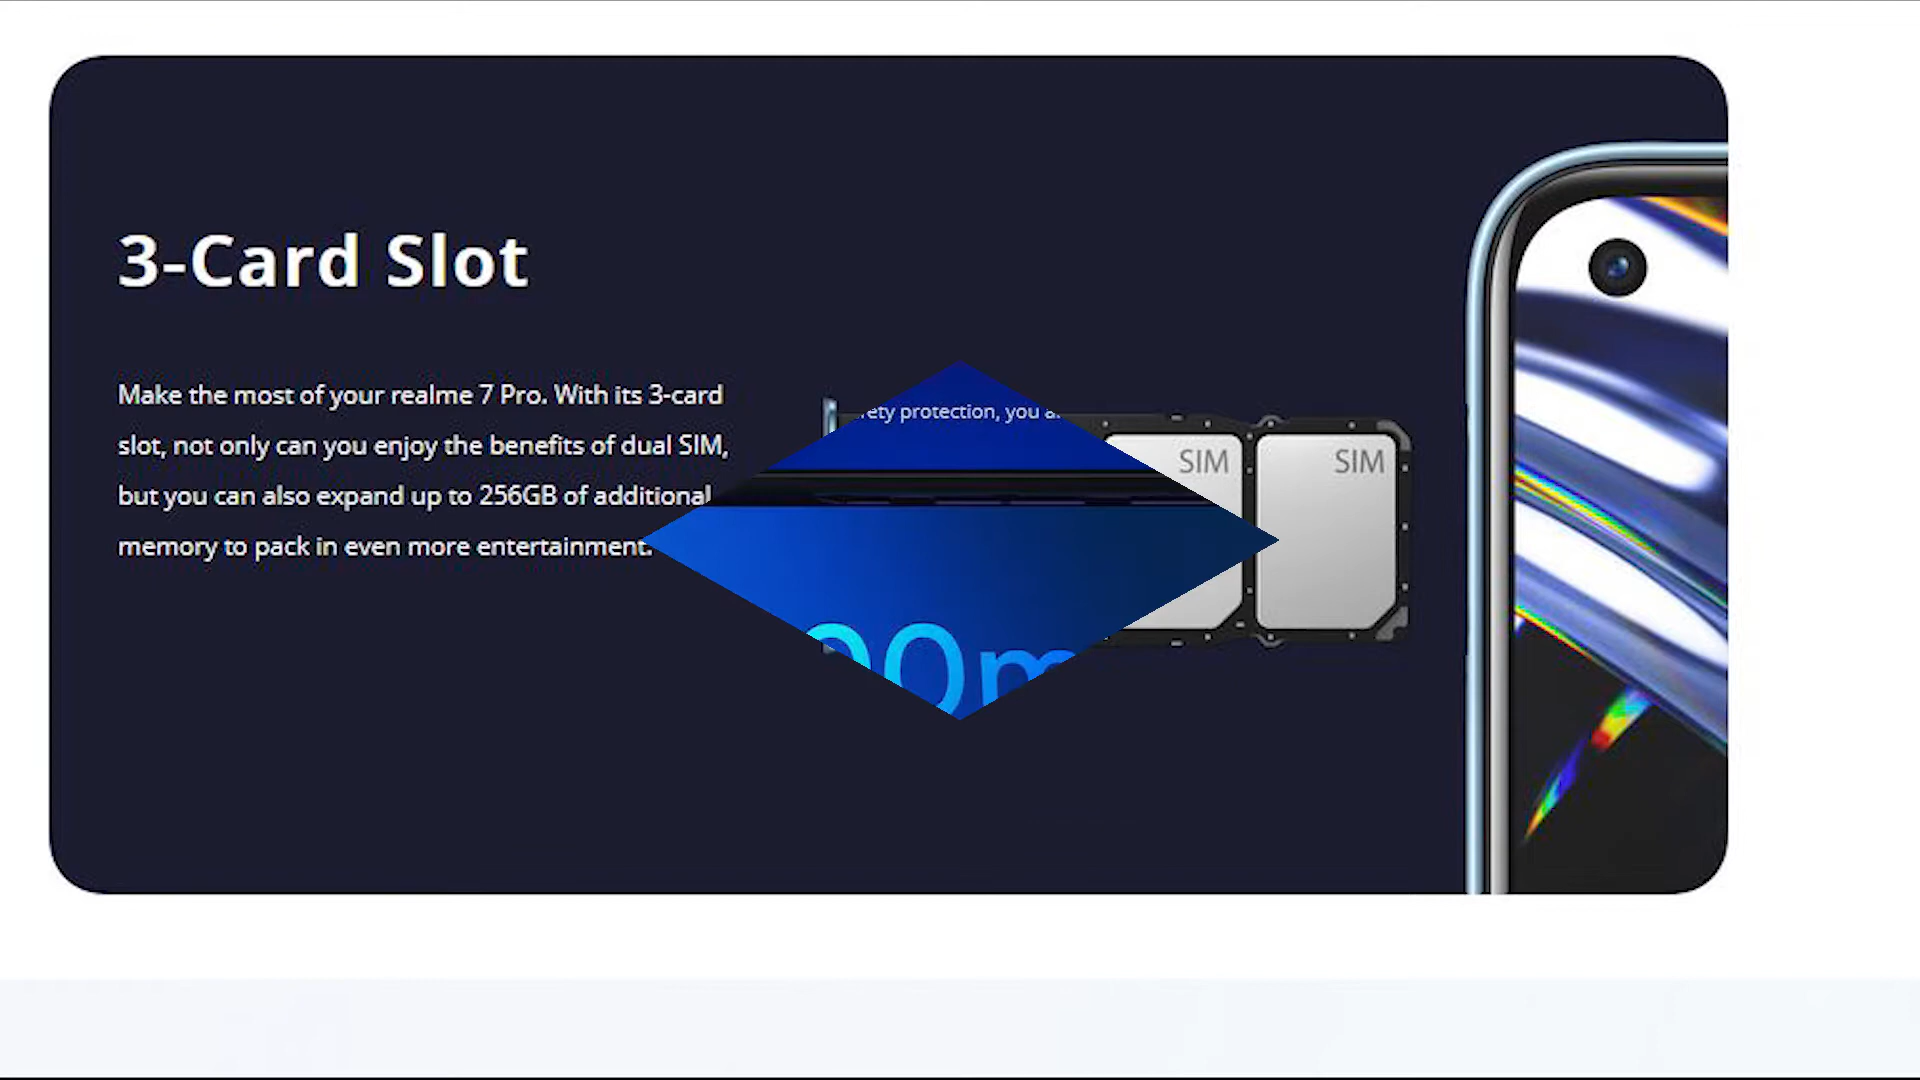 3-Card Slot
Make the most of your realme 7 Pro. With its 3-card
slot, not only can you enjoy the benefits of dual SIM,
but you can also expand up to 256GB of additional
memory to pack in even more entertainment.
protection, you
SIM
SIM